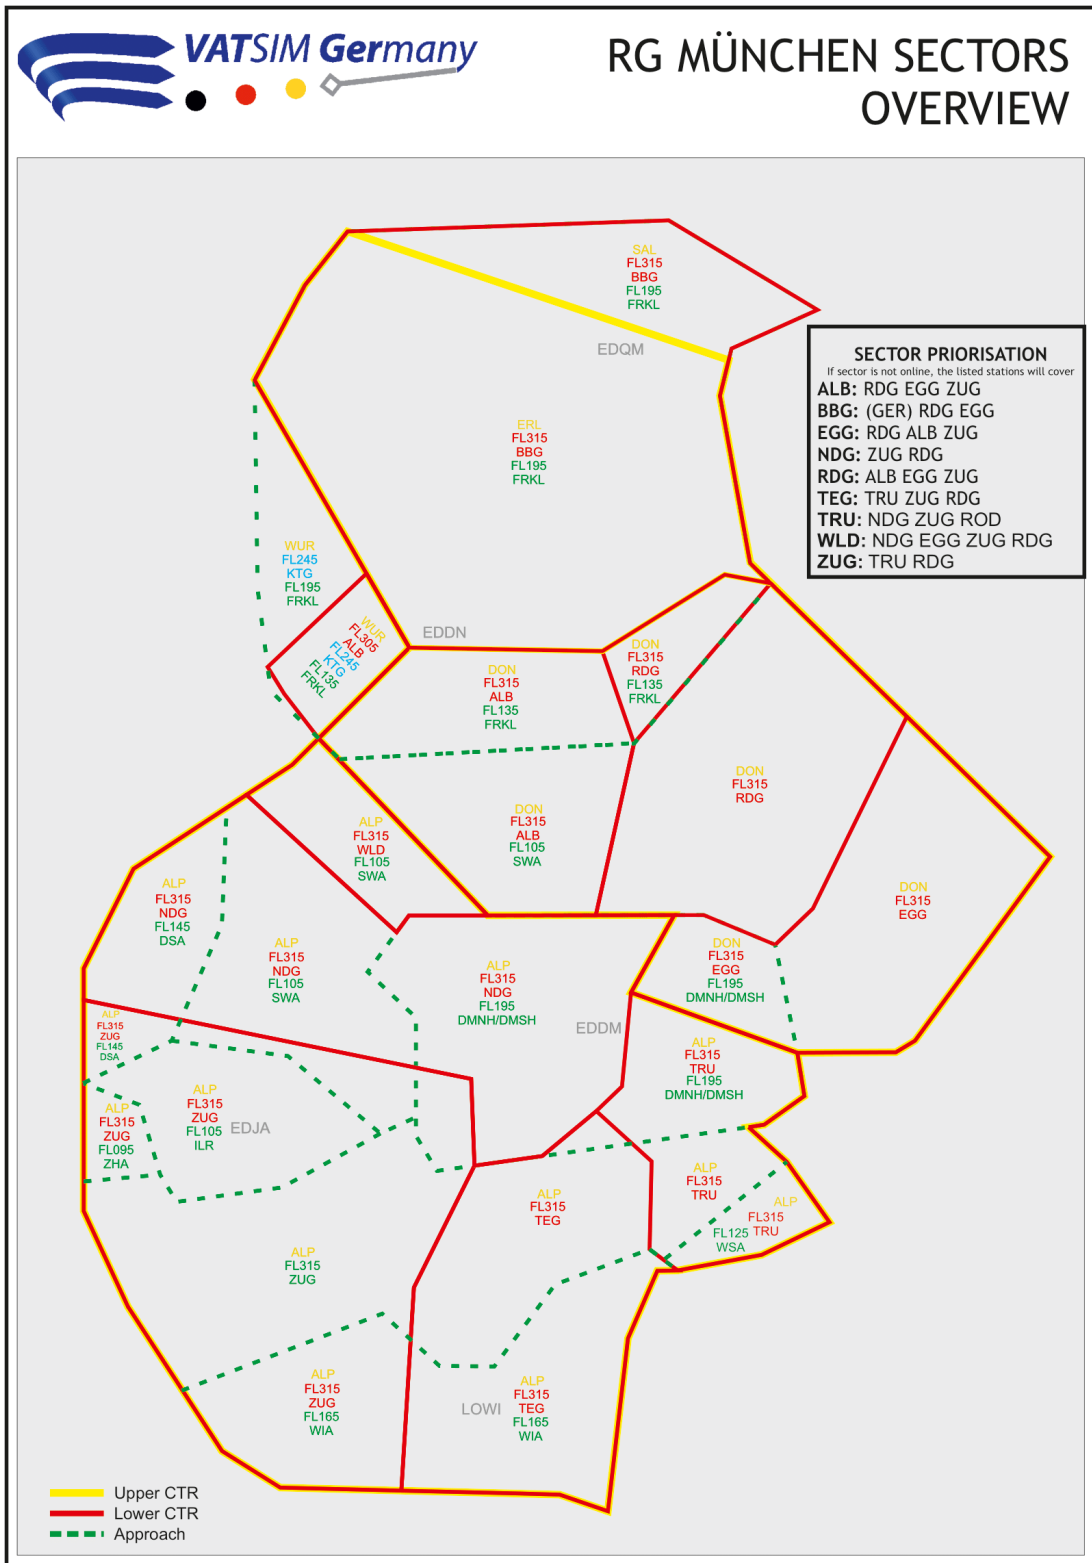 VATSIM Germany
RG MÜNCHEN SECTORS
OVERVIEW
SAL
FL315
BBG
FL195
FRKL
EDQM
SECTOR PRIORISATION
If sector is not online, the listed stations will cover
ALB: RDG EGG ZUG
BBG: (GER) RDG EGG
EGG: RDG ALB ZUG
NDG: ZUG RDG
RDG: ALB EGG ZUG
TEG: TRU ZUG RDG
TRU: NDG ZUG ROD
WLD: NDG EGG ZUG RDG
ZUG: TRU RDG
ERL
FL315
BBG
FL195
FRKL
WUR
FL245
KTG
FL195
FRKL
WUR
FL305
ALB
FL245
KTG
FL135
FRKL
EDDN
DON
FL315
ALB
FL135
FRKL
DON
FL315
RDG
FL135
FRKL
DON
FL315
RDG
ALP
FL315
WLD
FL105
SWA
DON
FL315
ALB
FL105
SWA
DON
FL315
EGG
ALP
FL315
NDG
FL145
DSA
ALP
FL315
NDG
FL105
SWA
ALP
FL315
NDG
FL195
DMNH/DMSH
DON
FL315
EGG
FL195
DMNH/DMSH
EDDM
ALP
FL315
ZUG
FL145
DSA
ALP
FL315
TRU
FL195
DMNH/DMSH
ALP
FL315
ZUG
FL095
ZHA
ALP
FL315
ZUG
FL105
ILR
EDJA
ALP
FL315
TEG
ALP
FL315
TRU
ALP
FL315
TRU
FL125
WSA
ALP
FL315
ZUG
ALP
FL315
ZUG
FL165
WIA
LOWI
ALP
FL315
TEG
FL165
WIA
Upper CTR
Lower CTR
Approach